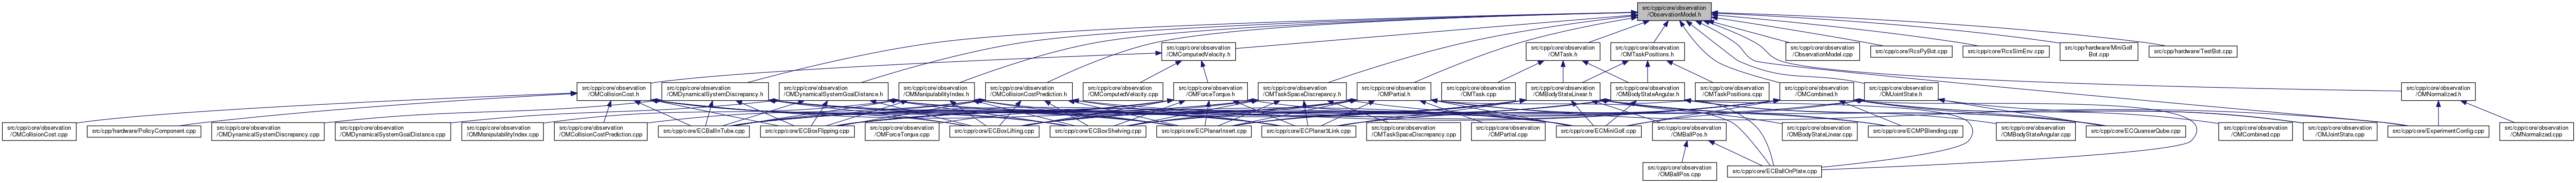 src/cpp/core/observation
/ObservationModel.h
src/cpp/core/observation
/OMComputedVelocity.h
src/cpp/core/observation
/OMTask.h
src/cpp/core/observation
/OMTaskPositions.h
src/cpp/core/observation
/ObservationModel.cpp
src/cpp/core/RcsPyBot.cpp
src/cpp/core/RcsSimEnv.cpp
src/cpp/hardware/MiniGolf
Bot.cpp
src/cpp/hardware/TestBot.cpp
src/cpp/core/observation
/OMCollisionCost.h
src/cpp/core/observation
/OMDynamicalSystemDiscrepancy.h
src/cpp/core/observation
/OMDynamicalSystemGoalDistance.h
src/cpp/core/observation
/OMManipulabilityIndex.h
src/cpp/core/observation
/OMCollisionCostPrediction.h
src/cpp/core/observation
/OMComputedVelocity.cpp
src/cpp/core/observation
/OMForceTorque.h
src/cpp/core/observation
/OMTaskSpaceDiscrepancy.h
src/cpp/core/observation
/OMPartial.h
src/cpp/core/observation
/OMTask.cpp
src/cpp/core/observation
/OMBodyStateLinear.h
src/cpp/core/observation
/OMBodyStateAngular.h
src/cpp/core/observation
/OMTaskPositions.cpp
src/cpp/core/observation
/OMCombined.h
src/cpp/core/observation
/OMJointState.h
src/cpp/core/observation
/OMNormalized.h
src/cpp/core/observation
/OMCollisionCost.cpp
src/cpp/hardware/PolicyComponent.cpp
src/cpp/core/observation
/OMDynamicalSystemDiscrepancy.cpp
src/cpp/core/observation
/OMDynamicalSystemGoalDistance.cpp
src/cpp/core/observation
/OMManipulabilityIndex.cpp
src/cpp/core/observation
/OMCollisionCostPrediction.cpp
src/cpp/core/ECBallInTube.cpp
src/cpp/core/ECBoxFlipping.cpp
src/cpp/core/observation
/OMForceTorque.cpp
src/cpp/core/ECBoxLifting.cpp
src/cpp/core/ECBoxShelving.cpp
src/cpp/core/ECPlanarInsert.cpp
src/cpp/core/ECPlanar3Link.cpp
src/cpp/core/observation
/OMTaskSpaceDiscrepancy.cpp
src/cpp/core/observation
/OMPartial.cpp
src/cpp/core/ECMiniGolf.cpp
src/cpp/core/observation
/OMBallPos.h
src/cpp/core/observation
/OMBodyStateLinear.cpp
src/cpp/core/ECMPBlending.cpp
src/cpp/core/observation
/OMBodyStateAngular.cpp
src/cpp/core/ECQuanserQube.cpp
src/cpp/core/observation
/OMCombined.cpp
src/cpp/core/observation
/OMJointState.cpp
src/cpp/core/ExperimentConfig.cpp
src/cpp/core/observation
/OMNormalized.cpp
src/cpp/core/observation
/OMBallPos.cpp
src/cpp/core/ECBallOnPlate.cpp